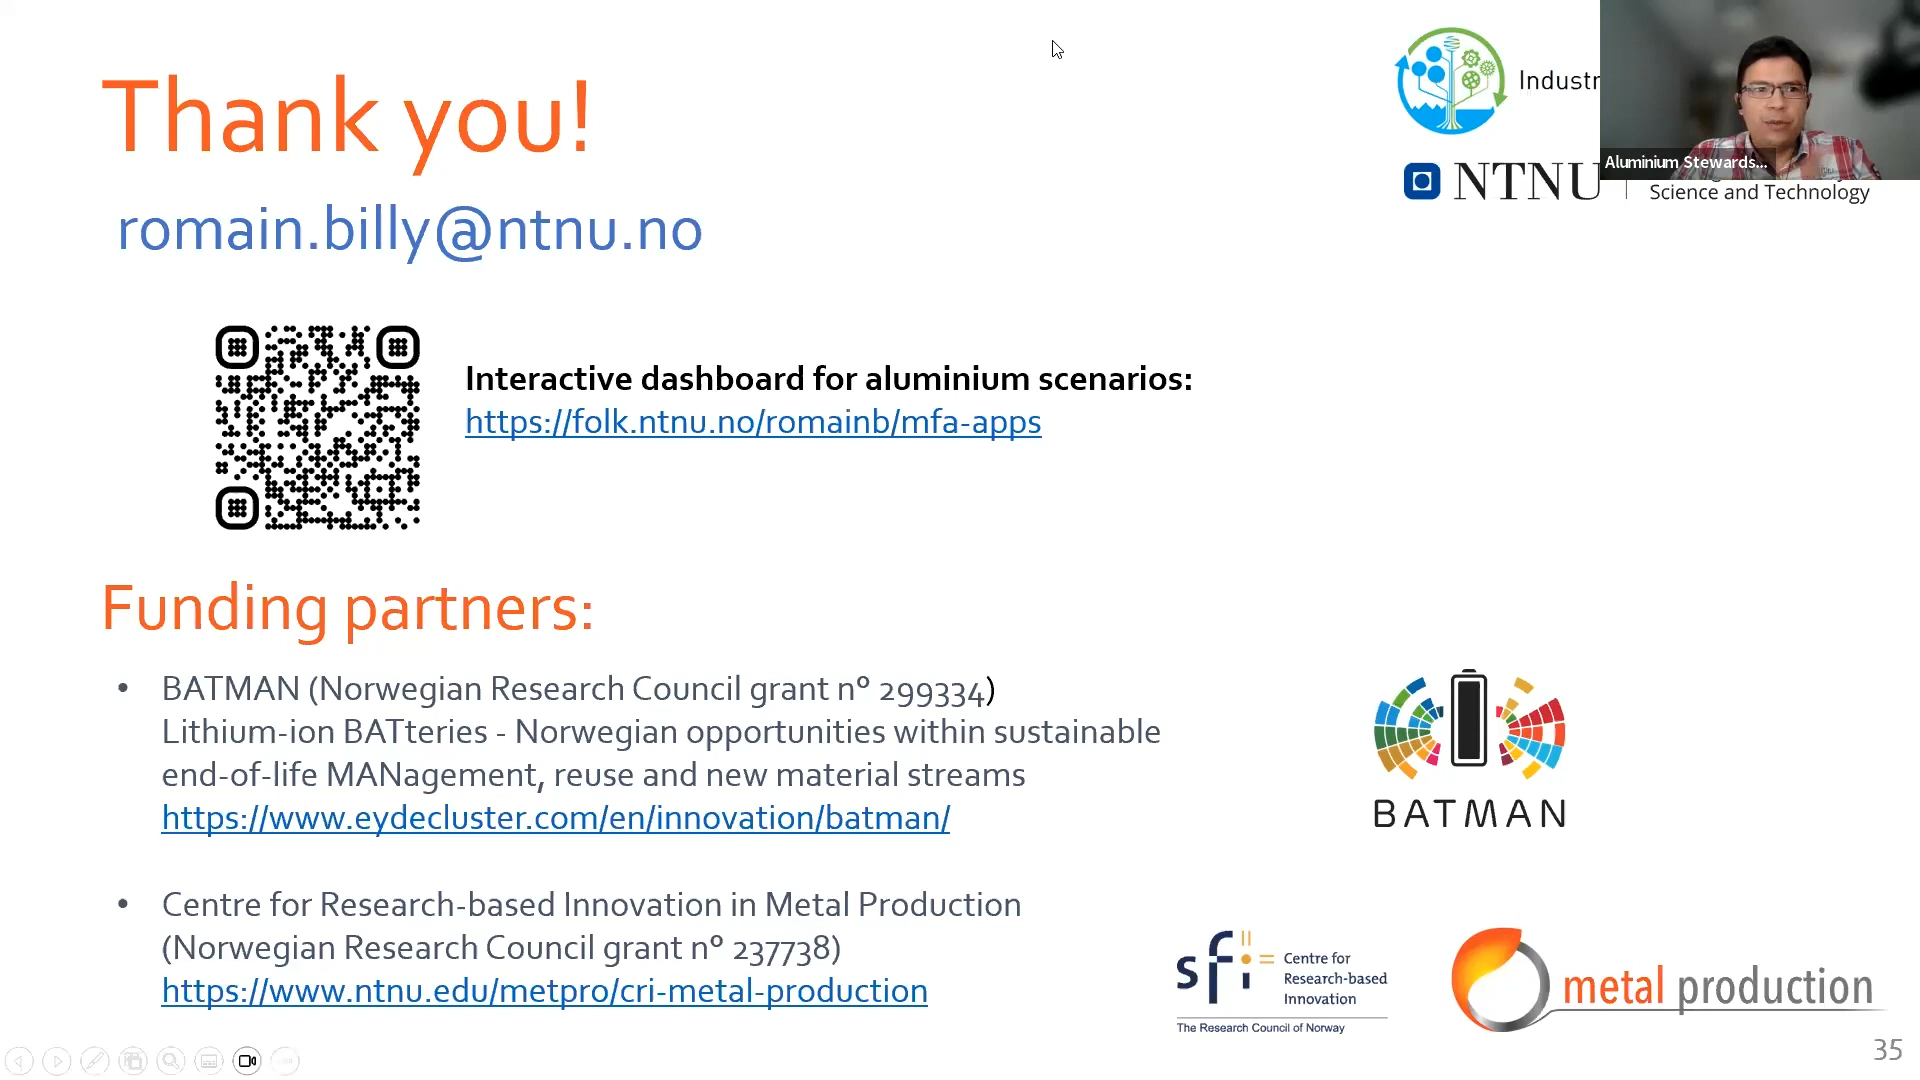 Thank you!
romain.billy@ntnu.no
Industr
NTNU
Science and Technology
Aluminium Stewards...
Interactive dashboard for aluminium scenarios:
https://folk.ntnu.no/romainb/mfa-apps
Funding partners:
• BATMAN (Norwegian Research Council grant n° 299334)
Lithium-ion BATteries - Norwegian opportunities within sustainable
end-of-life MANagement, reuse and new material streams
https://www.eydecluster.com/en/innovation/batman/
BATMAN
• Centre for Research-based Innovation in Metal Production
(Norwegian Research Council grant n° 237738)
https://www.ntnu.edu/metpro/cri-metal-production
sfi
Centre for
Research-based
Innovation
The Research Council of Norway
metal production
35